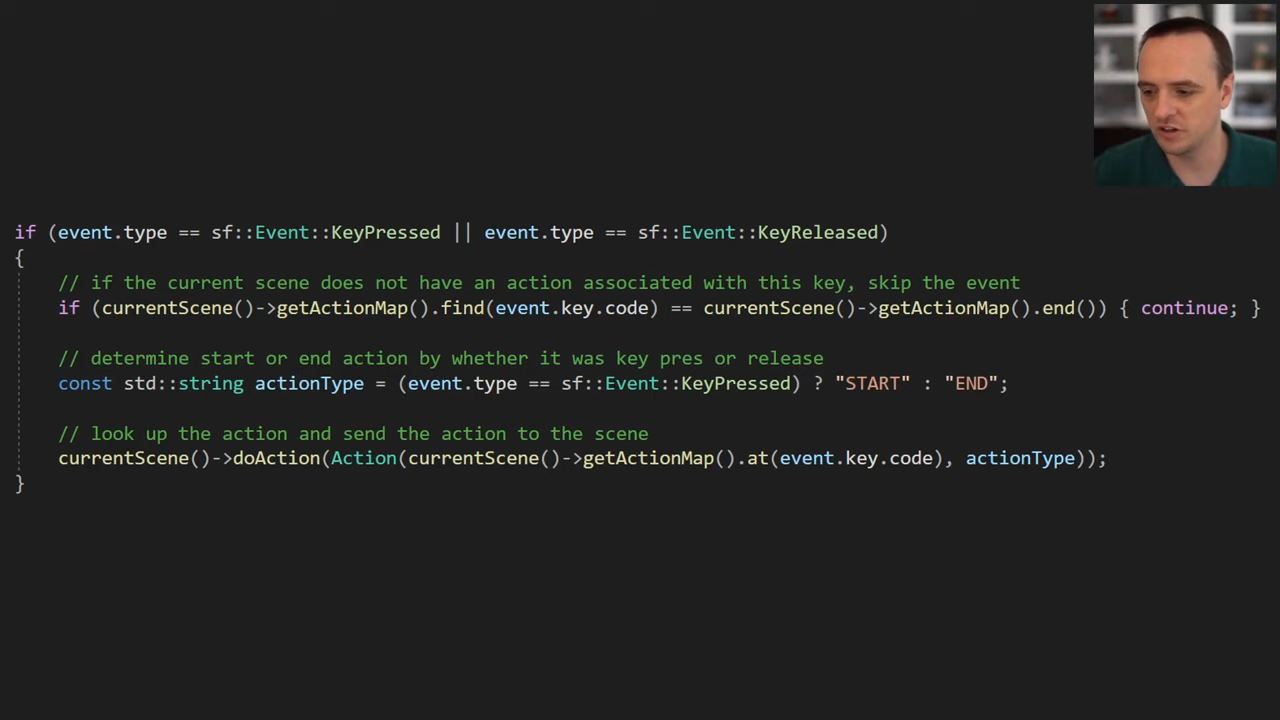 if (event.type == sf::Event::KeyPressed || event.type == sf::Event::KeyReleased)
{
// if the current scene does not have an action associated with this key, skip the event
if (currentScene()->getActionMap().find(event.key.code) == currentScene()->getActionMap().end()) { continue; }
// determine start or end action by whether it was key pres or release
const std::string actionType = (event.type == sf::Event::KeyPressed) ? "START" : "END";
// look up the action and send the action to the scene
currentScene()->doAction(Action(currentScene()->getActionMap().at(event.key.code), actionType));
}